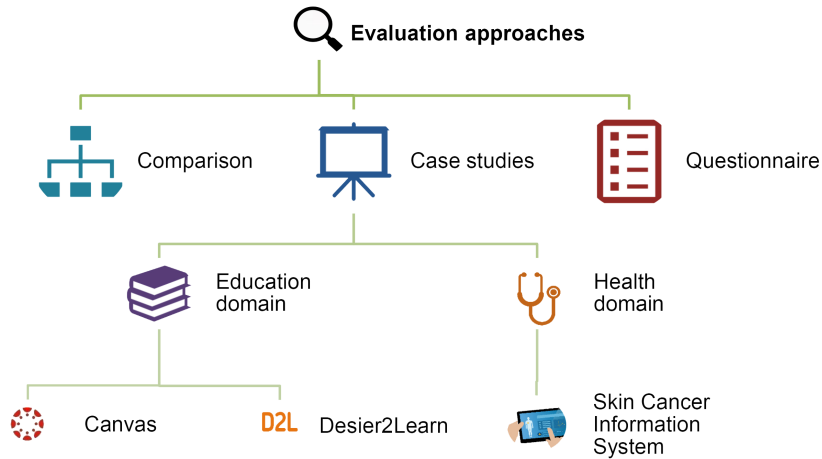 Evaluation approaches
Comparison
Case studies
Questionnaire
Education
domain
Health
domain
Canvas
D2L
Desier2Learn
Skin Cancer
Information
System